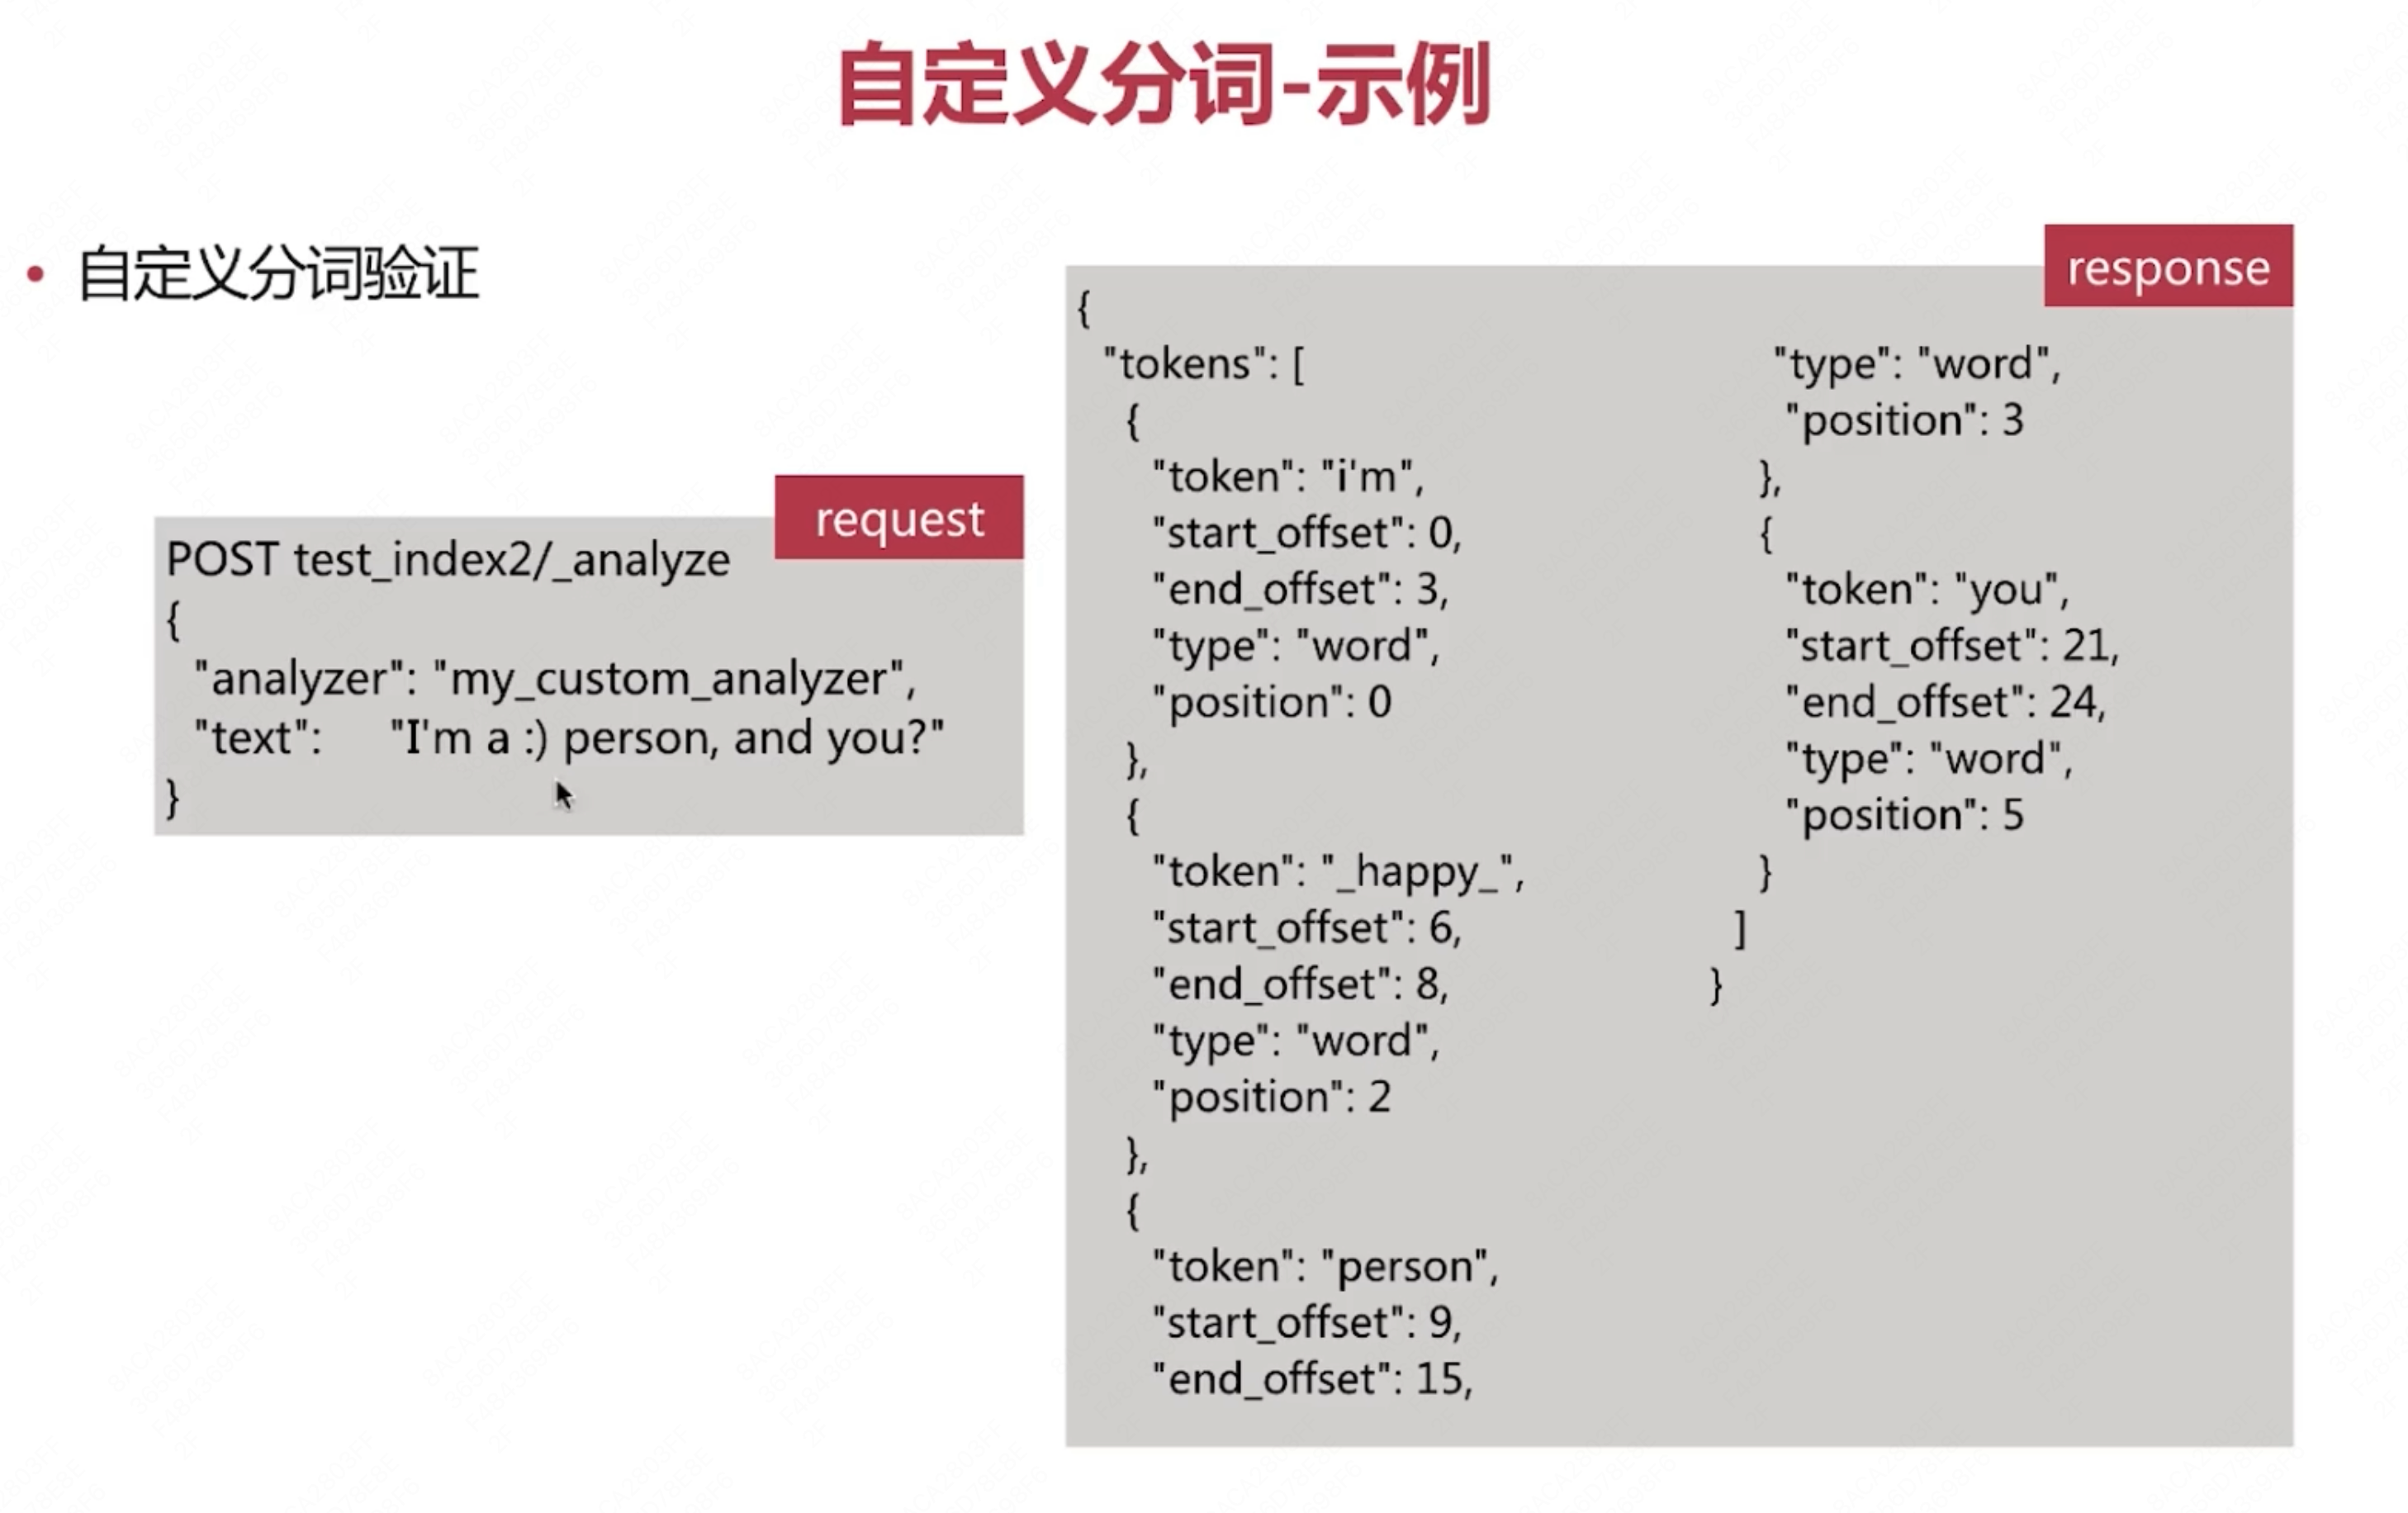 自定义分词-示例
• 自定义分词验证
request
POST test_index2/_analyze
{
"analyzer": "my_custom_analyzer",
"text": "I'm a :) person, and you?"
}
response
{
"tokens": [
{
"token": "i'm",
"start_offset": 0,
"end_offset": 3,
"type": "word",
"position": 0
},
{
"token": "_happy_",
"start_offset": 6,
"end_offset": 8,
"type": "word",
"position": 2
},
{
"token": "person",
"start_offset": 9,
"end_offset": 15,
"type": "word",
"position": 3
},
{
"token": "you",
"start_offset": 21,
"end_offset": 24,
"type": "word",
"position": 5
}
]
}